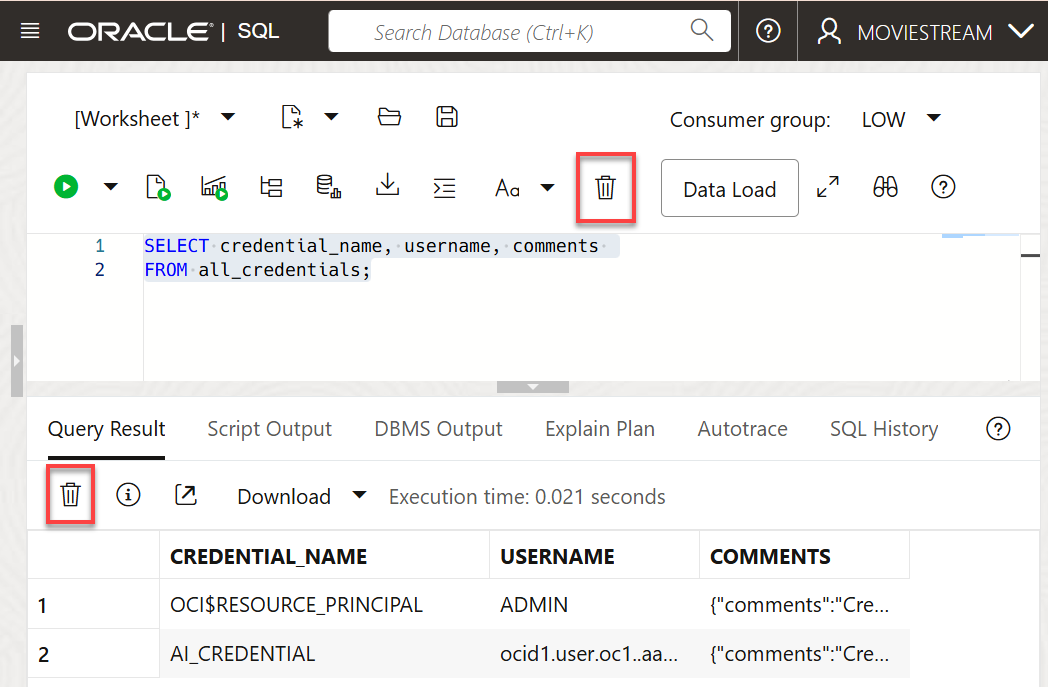 ORACLE | SQL Search Database (Ctrl+K) MOVIESTREAM
[Worksheet ]* Consumer group: LOW
Aa Data Load
1 SELECT credential_name, username, comments
2 FROM all_credentials;
Query Result Script Output DBMS Output Explain Plan Autotrace SQL History
Download Execution time: 0.021 seconds
CREDENTIAL_NAME USERNAME COMMENTS
1 OCI$RESOURCE_PRINCIPAL ADMIN {"comments":"Cre...
2 AI_CREDENTIAL ocid1.user.oc1..aa... {"comments":"Cre...